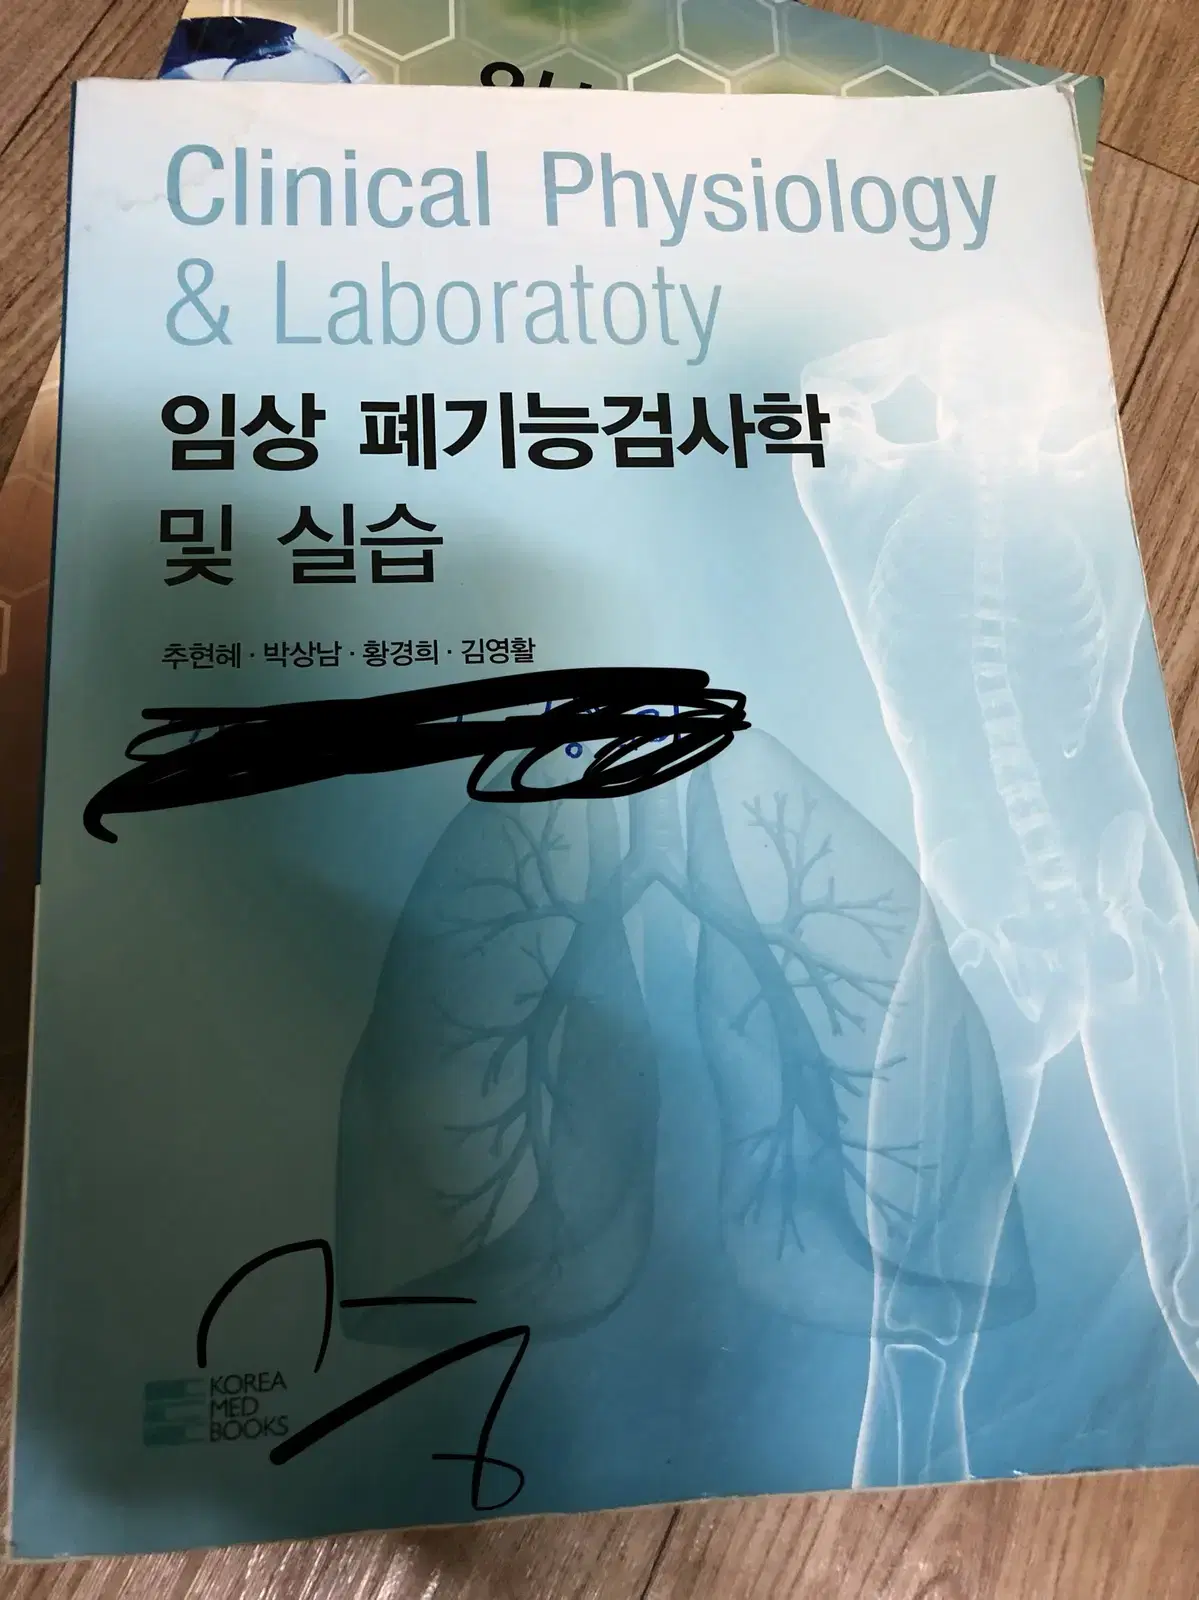 Clinical Physiology
& Laboratoty
임상 폐기능검사학
및 실습
추현혜 · 박상남 · 황경희 · 김영활
KOREA
MED
BOOKS